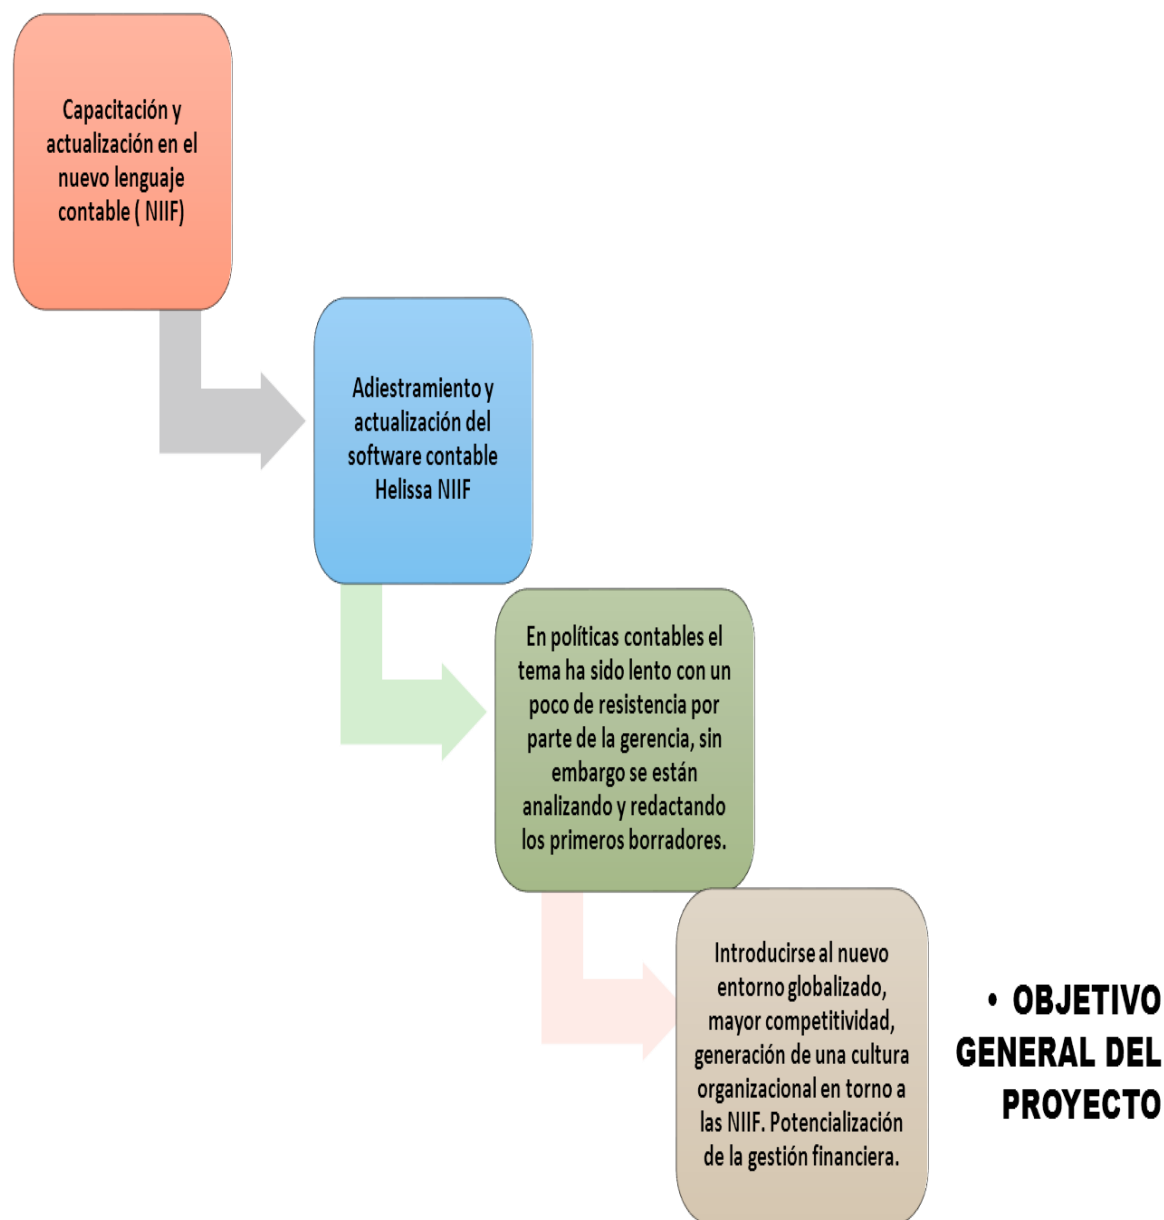 Capacitación y
actualización en el
nuevo lenguaje
contable ( NIIF)
Adiestramiento y
actualización del
software contable
Helissa NIIF
En políticas contables el
tema ha sido lento con un
poco de resistencia por
parte de la gerencia, sin
embargo se están
analizando y redactando
los primeros borradores.
Introducirse al nuevo
entorno globalizado,
mayor competitividad,
generación de una cultura
organizacional en torno a
las NIIF. Potencialización
de la gestión financiera.
• OBJETIVO
GENERAL DEL
PROYECTO